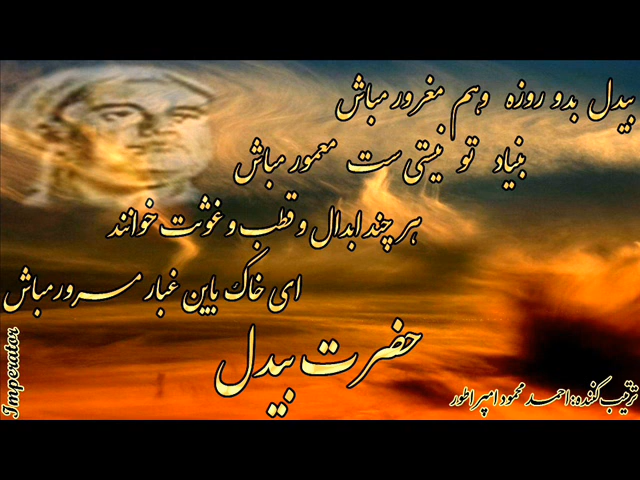 بیدل بدو روزه وهم مغرور مباش
بنیاد تو نیستی ست معمور مباش
هر چند ابدال و قطب و غوثت خوانند
ای خاک باین غبار مسرور مباش
حضرت بیدل
ترتیب کننده: احمد محمود امپراطور
Imperator